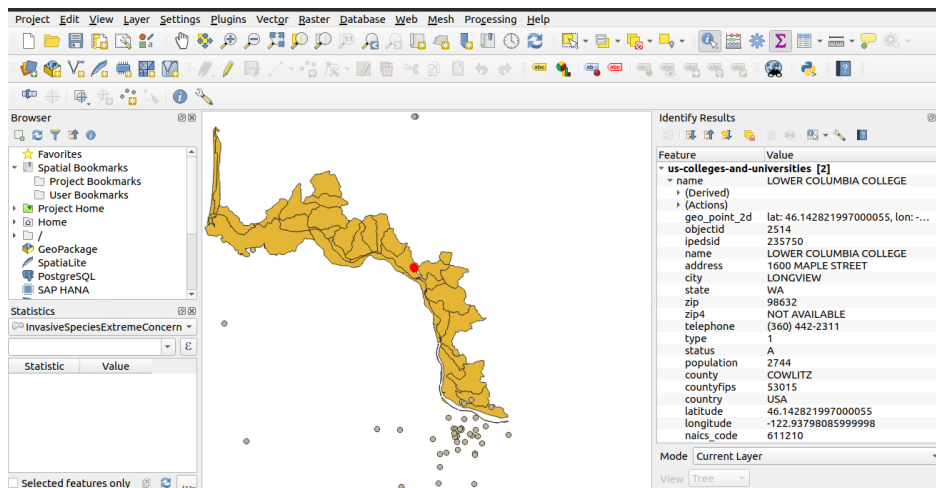 Project Edit View Layer Settings Plugins Vector Raster Database Web Mesh Processing Help
abc abc abc
Browser
Favorites
Spatial Bookmarks
Project Bookmarks
User Bookmarks
Project Home
Home
/
GeoPackage
SpatiaLite
PostgreSQL
SAP HANA
Statistics
InvasiveSpeciesExtremeConcern
ε
Statistic Value
Selected features only
Identify Results
Feature Value
us-colleges-and-universities [2]
name LOWER COLUMBIA COLLEGE
(Derived)
(Actions)
geo_point_2d lat: 46.142821997000055, lon: -...
objectid 2514
ipedsid 235750
name LOWER COLUMBIA COLLEGE
address 1600 MAPLE STREET
city LONGVIEW
state WA
zip 98632
zip4 NOT AVAILABLE
telephone (360) 442-2311
type 1
status A
population 2744
county COWLITZ
countyfips 53015
country USA
latitude 46.142821997000055
longitude -122.93798085999998
naics_code 611210
Mode Current Layer
View Tree